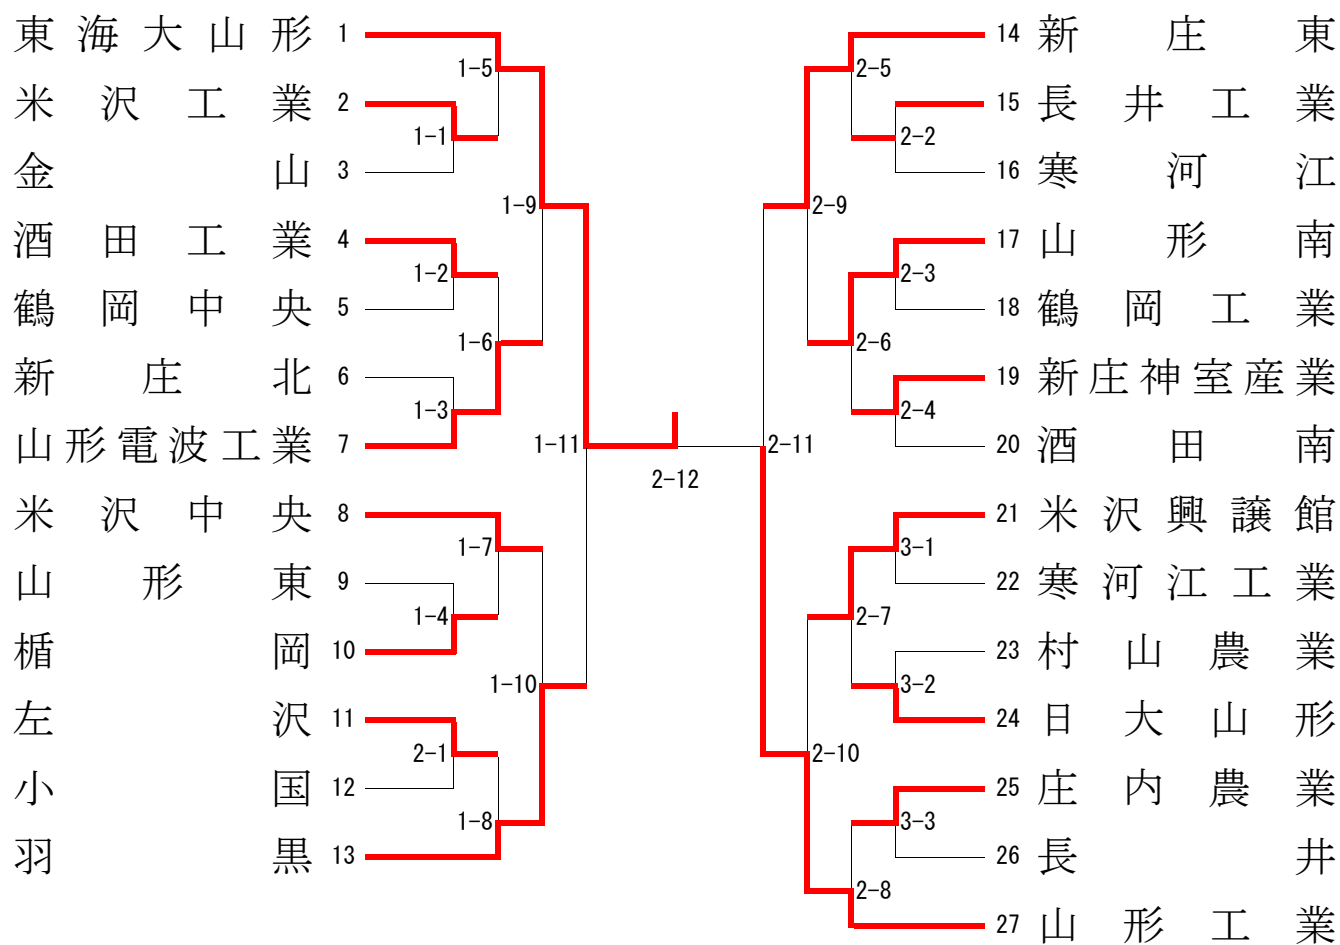 東海大山形 1
1-5
米沢工業 2
1-1
金山 3
1-9
酒田工業 4
1-2
鶴岡中央 5
1-6
新庄北 6
1-3
山形電波工業 7
1-11
米沢中央 8
1-7
山形東 9
1-4
楯岡 10
1-10
左沢 11
2-1
小国 12
1-8
羽黒 13
2-12
14 新庄東
2-5
15 長井工業
2-2
16 寒河江
2-9
17 山形南
2-3
18 鶴岡工業
2-6
19 新庄神室産業
2-4
20 酒田南
2-11
21 米沢興譲館
3-1
22 寒河江工業
2-7
23 村山農業
3-2
24 日大山形
2-10
25 庄内農業
3-3
26 長井
2-8
27 山形工業